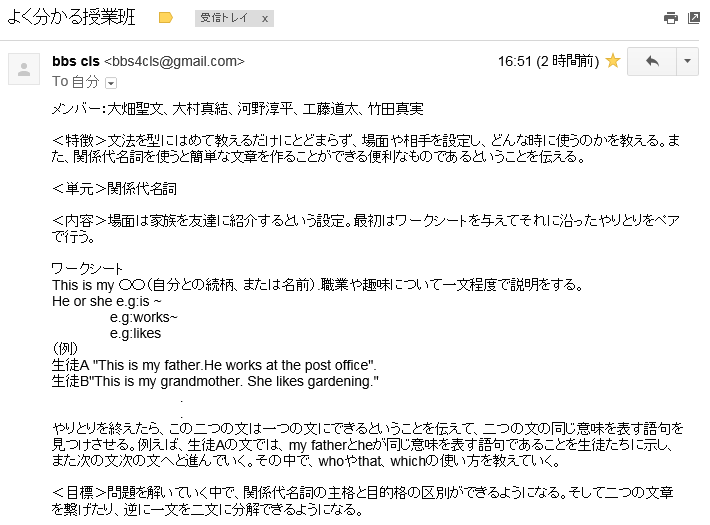 よく分かる授業班 受信トレイ x
bbs cls <bbs4cls@gmail.com> 16:51 (2 時間前)
To 自分
メンバー：大畑聖文、大村真結、河野淳平、工藤道太、竹田真実
＜特徴＞文法を型にはめて教えるだけにとどまらず、場面や相手を設定し、どんな時に使うのかを教える。ま
た、関係代名詞を使うと簡単な文章を作ることができる便利なものであるということを伝える。
＜単元＞関係代名詞
＜内容＞場面は家族を友達に紹介するという設定。最初はワークシートを与えてそれに沿ったやりとりをペア
で行う。
ワークシート
This is my 〇〇（自分との続柄、または名前）.職業や趣味について一文程度で説明をする。
He or she e.g:is ~
e.g:works~
e.g:likes
（例）
生徒A "This is my father.He works at the post office".
生徒B"This is my grandmother. She likes gardening."
.
.
やりとりを終えたら、この二つの文は一つの文にできるということを伝えて、二つの文の同じ意味を表す語句を
見つけさせる。例えば、生徒Aの文では、my fatherとheが同じ意味を表す語句であることを生徒たちに示し、
また次の文次の文へと進んでいく。その中で、whoやthat、whichの使い方を教えていく。
＜目標＞問題を解いていく中で、関係代名詞の主格と目的格の区別ができるようになる。そして二つの文章
を繋げたり、逆に一文を二文に分解できるようになる。